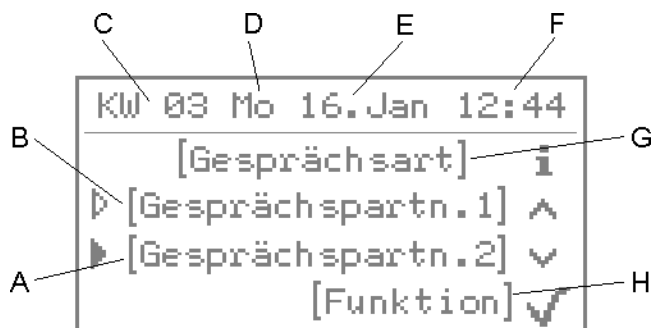 C D E F
KW 03 Mo 16.Jan 12:44
B [Gesprächsart] i G
[Gesprächspartn.1]
A [Gesprächspartn.2]
[Funktion] H